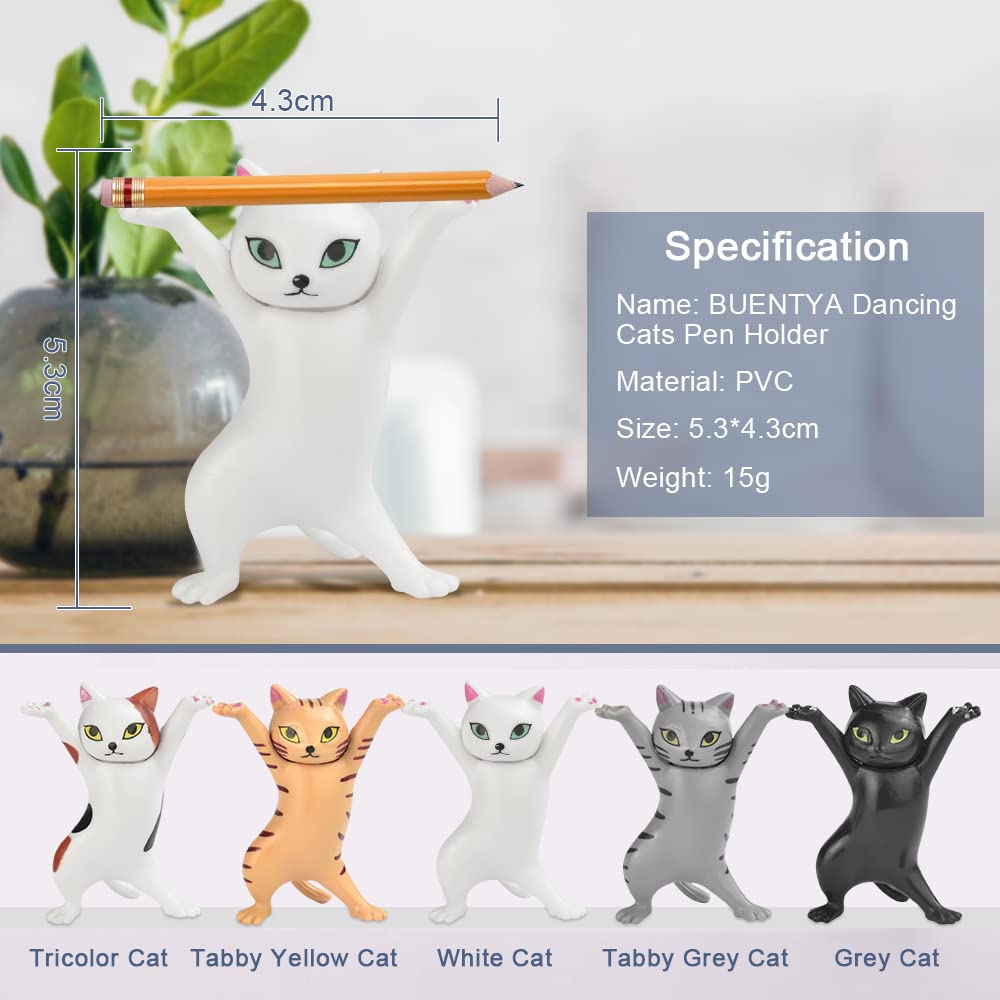 4.3cm
5.3cm
Specification
Name: BUENTYA Dancing
Cats Pen Holder
Material: PVC
Size: 5.3*4.3cm
Weight: 15g
Tricolor Cat
Tabby Yellow Cat
White Cat
Tabby Grey Cat
Grey Cat